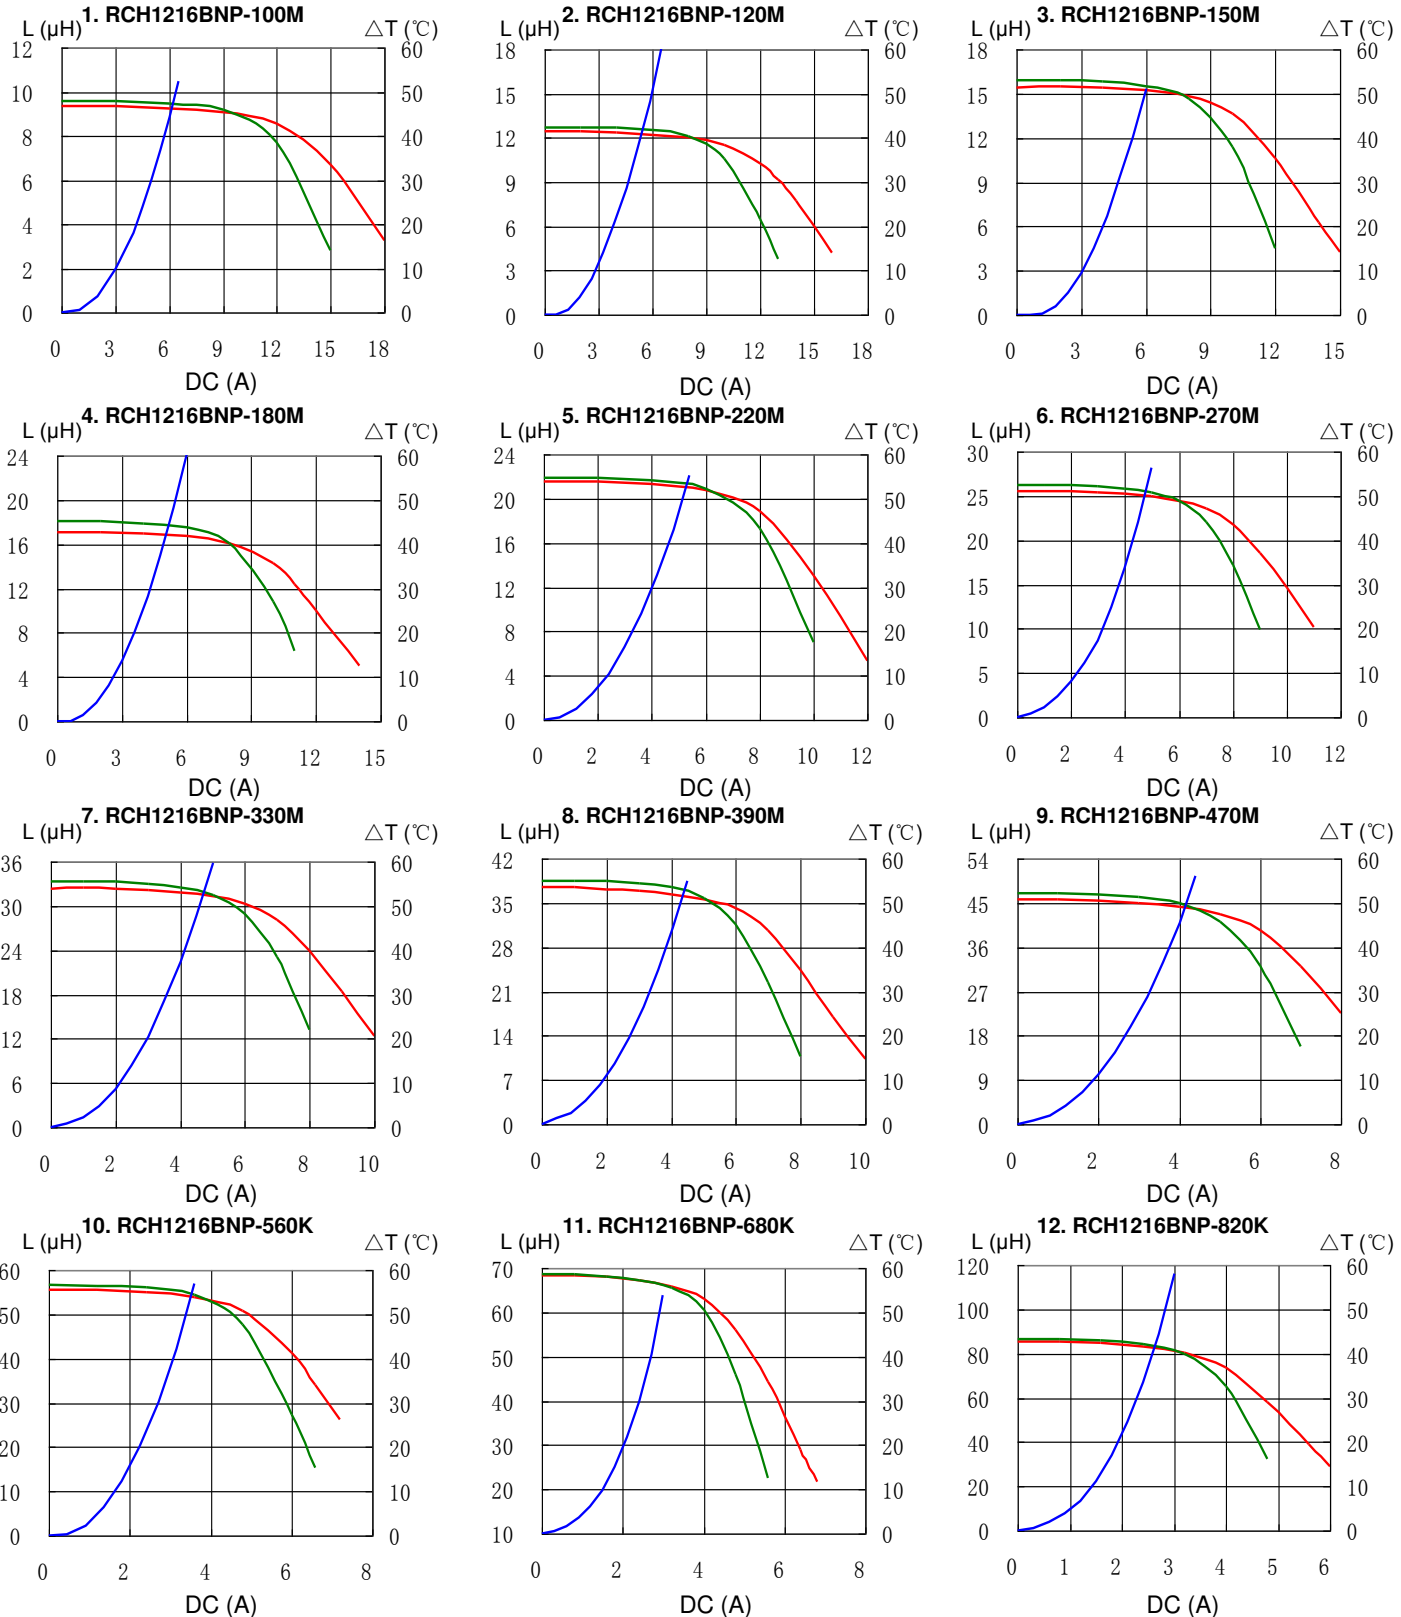 1. RCH1216BNP-100M
L (µH)
△T (℃)
12
10
8
6
4
2
0
60
50
40
30
20
10
0
0 3 6 9 12 15 18
DC (A)
2. RCH1216BNP-120M
L (µH)
△T (℃)
18
15
12
9
6
3
0
60
50
40
30
20
10
0
0 3 6 9 12 15 18
DC (A)
3. RCH1216BNP-150M
L (µH)
△T (℃)
18
15
12
9
6
3
0
60
50
40
30
20
10
0
0 3 6 9 12 15
DC (A)
4. RCH1216BNP-180M
L (µH)
△T (℃)
24
20
16
12
8
4
0
60
50
40
30
20
10
0
0 3 6 9 12 15
DC (A)
5. RCH1216BNP-220M
L (µH)
△T (℃)
24
20
16
12
8
4
0
60
50
40
30
20
10
0
0 2 4 6 8 10 12
DC (A)
6. RCH1216BNP-270M
L (µH)
△T (℃)
30
25
20
15
10
5
0
60
50
40
30
20
10
0
0 2 4 6 8 10 12
DC (A)
7. RCH1216BNP-330M
L (µH)
△T (℃)
36
30
24
18
12
6
0
60
50
40
30
20
10
0
0 2 4 6 8 10
DC (A)
8. RCH1216BNP-390M
L (µH)
△T (℃)
42
35
28
21
14
7
0
60
50
40
30
20
10
0
0 2 4 6 8 10
DC (A)
9. RCH1216BNP-470M
L (µH)
△T (℃)
54
45
36
27
18
9
0
60
50
40
30
20
10
0
0 2 4 6 8
DC (A)
10. RCH1216BNP-560K
L (µH)
△T (℃)
60
50
40
30
20
10
0
60
50
40
30
20
10
0
0 2 4 6 8
DC (A)
11. RCH1216BNP-680K
L (µH)
△T (℃)
70
60
50
40
30
20
10
60
50
40
30
20
10
0
0 2 4 6 8
DC (A)
12. RCH1216BNP-820K
L (µH)
△T (℃)
120
100
80
60
40
20
0
60
50
40
30
20
10
0
0 1 2 3 4 5 6
DC (A)